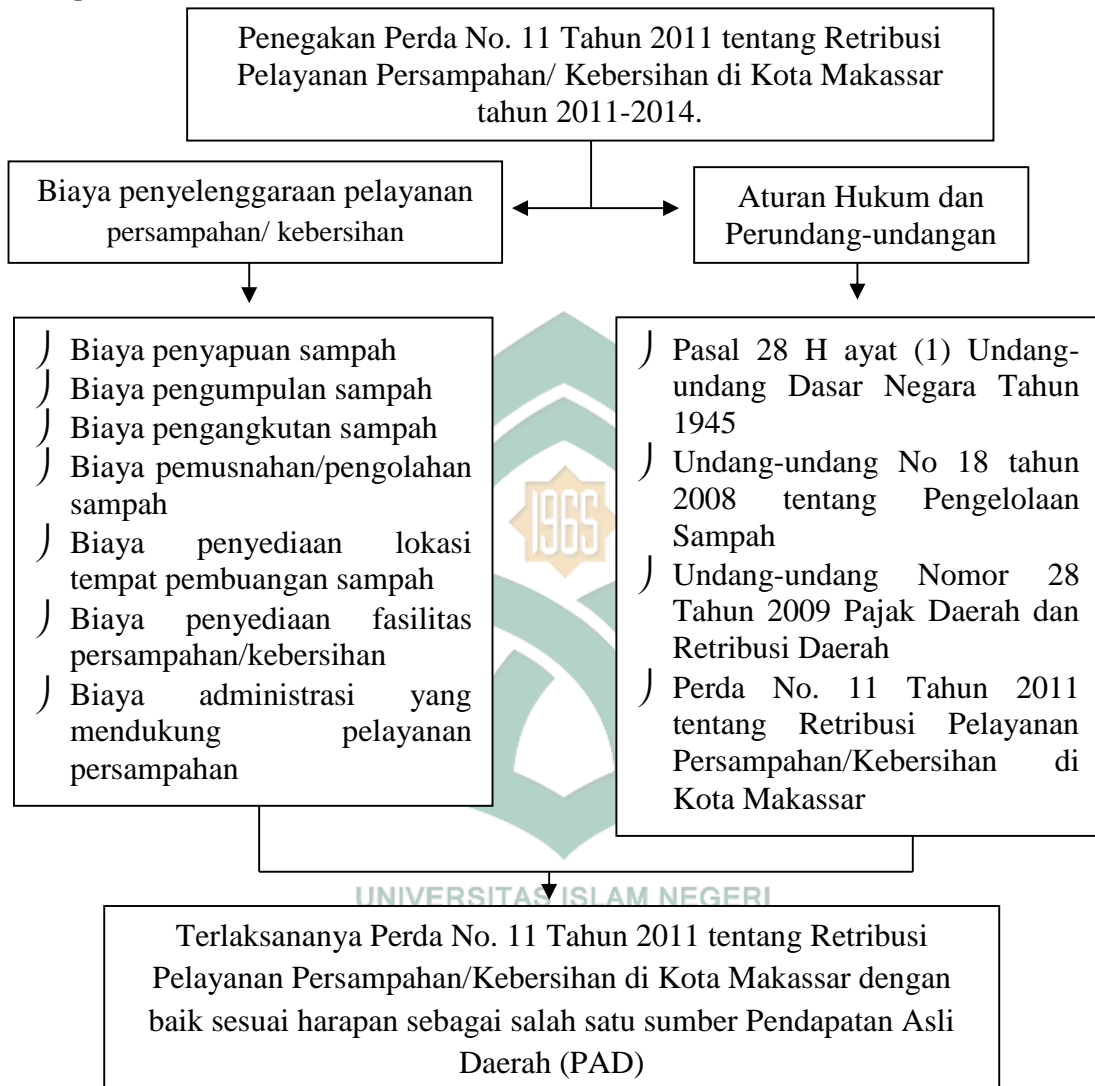 Penegakan Perda No. 11 Tahun 2011 tentang Retribusi
Pelayanan Persampahan/ Kebersihan di Kota Makassar
tahun 2011-2014.
Biaya penyelenggaraan pelayanan
persampahan/ kebersihan
Aturan Hukum dan
Perundang-undangan
Biaya penyapuan sampah
Biaya pengumpulan sampah
Biaya pengangkutan sampah
Biaya pemusnahan/pengolahan
sampah
Biaya penyediaan lokasi
tempat pembuangan sampah
Biaya penyediaan fasilitas
persampahan/kebersihan
Biaya administrasi yang
mendukung pelayanan
persampahan
Pasal 28 H ayat (1) Undang-
undang Dasar Negara Tahun
1945
Undang-undang No 18 tahun
2008 tentang Pengelolaan
Sampah
Undang-undang Nomor 28
Tahun 2009 Pajak Daerah dan
Retribusi Daerah
Perda No. 11 Tahun 2011
tentang Retribusi Pelayanan
Persampahan/Kebersihan di
Kota Makassar
1965
UNIVERSITAS ISLAM NEGERI
Terlaksananya Perda No. 11 Tahun 2011 tentang Retribusi
Pelayanan Persampahan/Kebersihan di Kota Makassar dengan
baik sesuai harapan sebagai salah satu sumber Pendapatan Asli
Daerah (PAD)